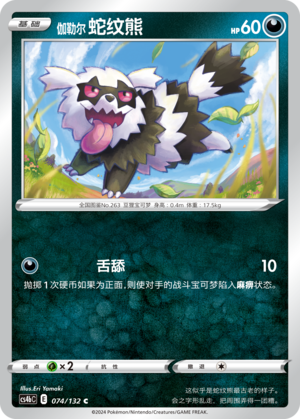 基础 伽勒尔 蛇纹熊 HP60
全国图鉴No.263 豆狸宝可梦 身高:0.4m 体重:17.5kg
舌舔 10
抛掷1次硬币如果为正面,则使对手的战斗宝可梦陷入麻痹状态。
弱点 ×2 抗性 撤退
Illus.Eri Yamaki
CS4bC E 074/132 C
这似乎是蛇纹熊最古老的样子。
会之字形乱走、把周围弄得一团糟。
©2024 Pokémon/Nintendo/Creatures/GAME FREAK.